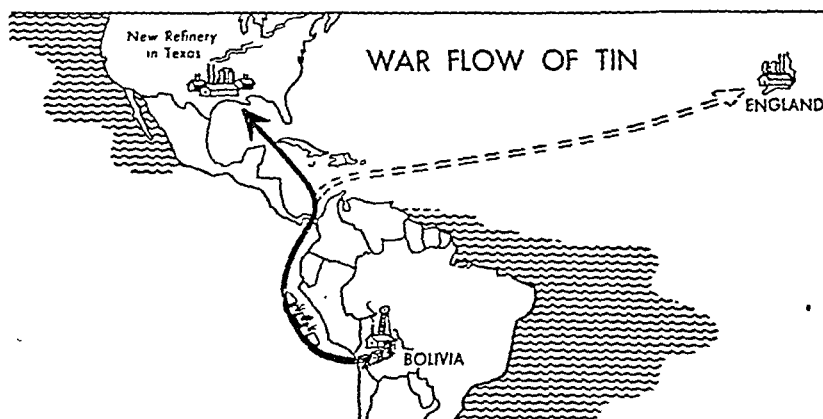 New Refinery
in Texas
WAR FLOW OF TIN
ENGLAND
BOLIVIA